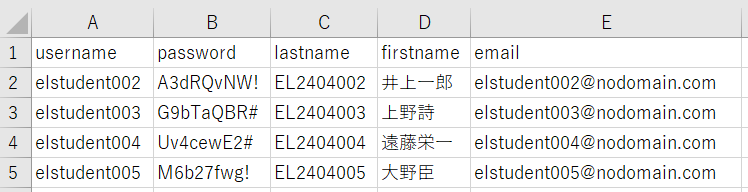 A B C D E
1 username password lastname firstname email
2 elstudent002 A3dRQvNW! EL2404002 井上一郎 elstudent002@nodomain.com
3 elstudent003 G9bTaQBR# EL2404003 上野詩 elstudent003@nodomain.com
4 elstudent004 Uv4cewE2# EL2404004 遠藤栄一 elstudent004@nodomain.com
5 elstudent005 M6b27fwg! EL2404005 大野臣 elstudent005@nodomain.com